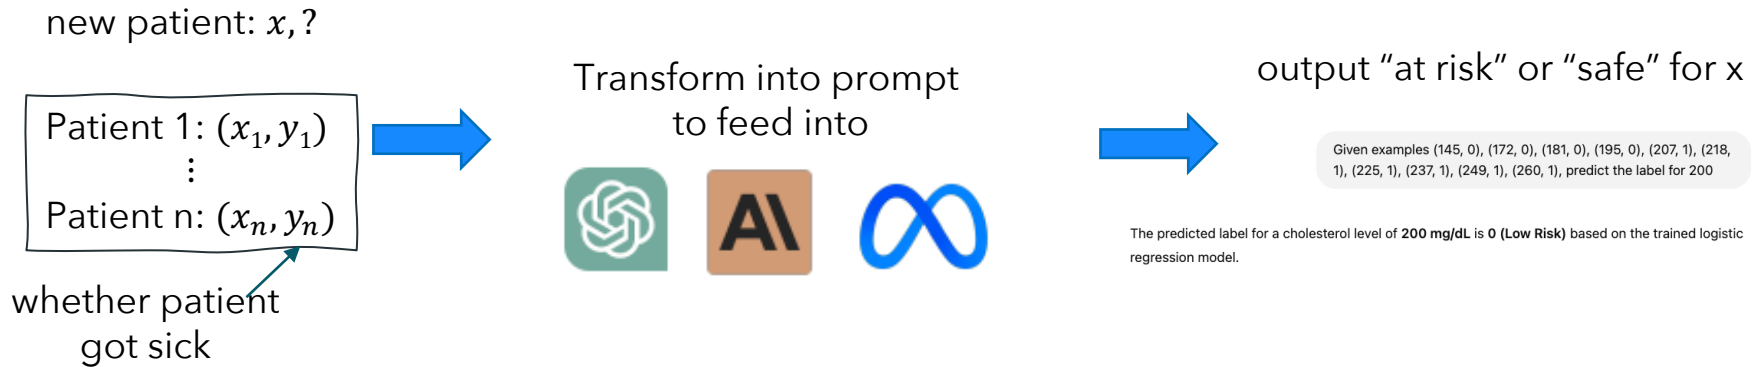 new patient: x, ?
Patient 1: (x₁, y₁)
⋮
Patient n: (xₙ, yₙ)
whether patient
got sick
Transform into prompt
to feed into
AI
output “at risk” or “safe” for x
Given examples (145, 0), (172, 0), (181, 0), (195, 0), (207, 1), (218,
1), (225, 1), (237, 1), (249, 1), (260, 1), predict the label for 200
The predicted label for a cholesterol level of 200 mg/dL is 0 (Low Risk) based on the trained logistic
regression model.